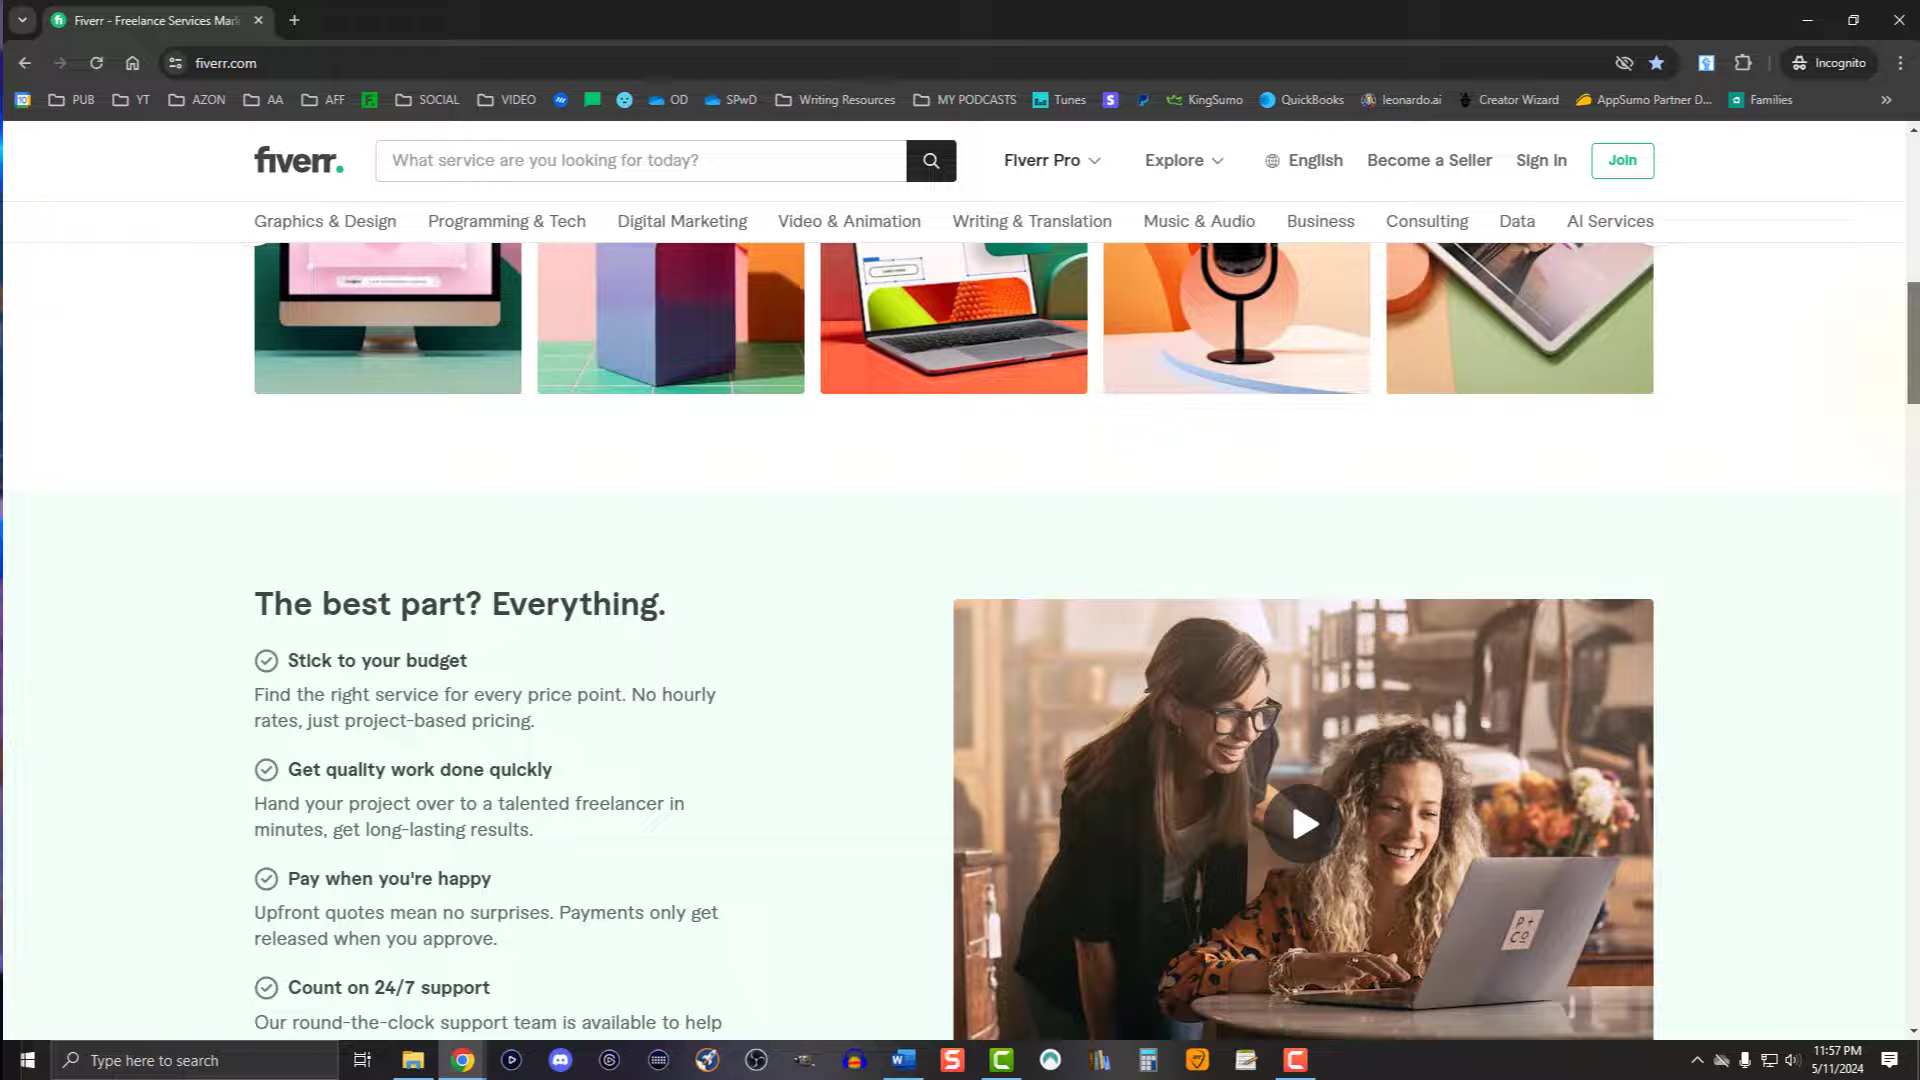 Fiverr - Freelance Services Mark
fiverr.com
Incognito
PUB YT AZON AA AFF SOCIAL VIDEO OD SPwD Writing Resources MY PODCASTS Tunes KingSumo QuickBooks leonardo.ai Creator Wizard AppSumo Partner D... Families
fiverr.
What service are you looking for today?
Fiverr Pro Explore English Become a Seller Sign In Join
Graphics & Design Programming & Tech Digital Marketing Video & Animation Writing & Translation Music & Audio Business Consulting Data AI Services
The best part? Everything.
Stick to your budget
Find the right service for every price point. No hourly
rates, just project-based pricing.
Get quality work done quickly
Hand your project over to a talented freelancer in
minutes, get long-lasting results.
Pay when you're happy
Upfront quotes mean no surprises. Payments only get
released when you approve.
Count on 24/7 support
Our round-the-clock support team is available to help
P+
CO
Type here to search
11:57 PM
5/11/2024